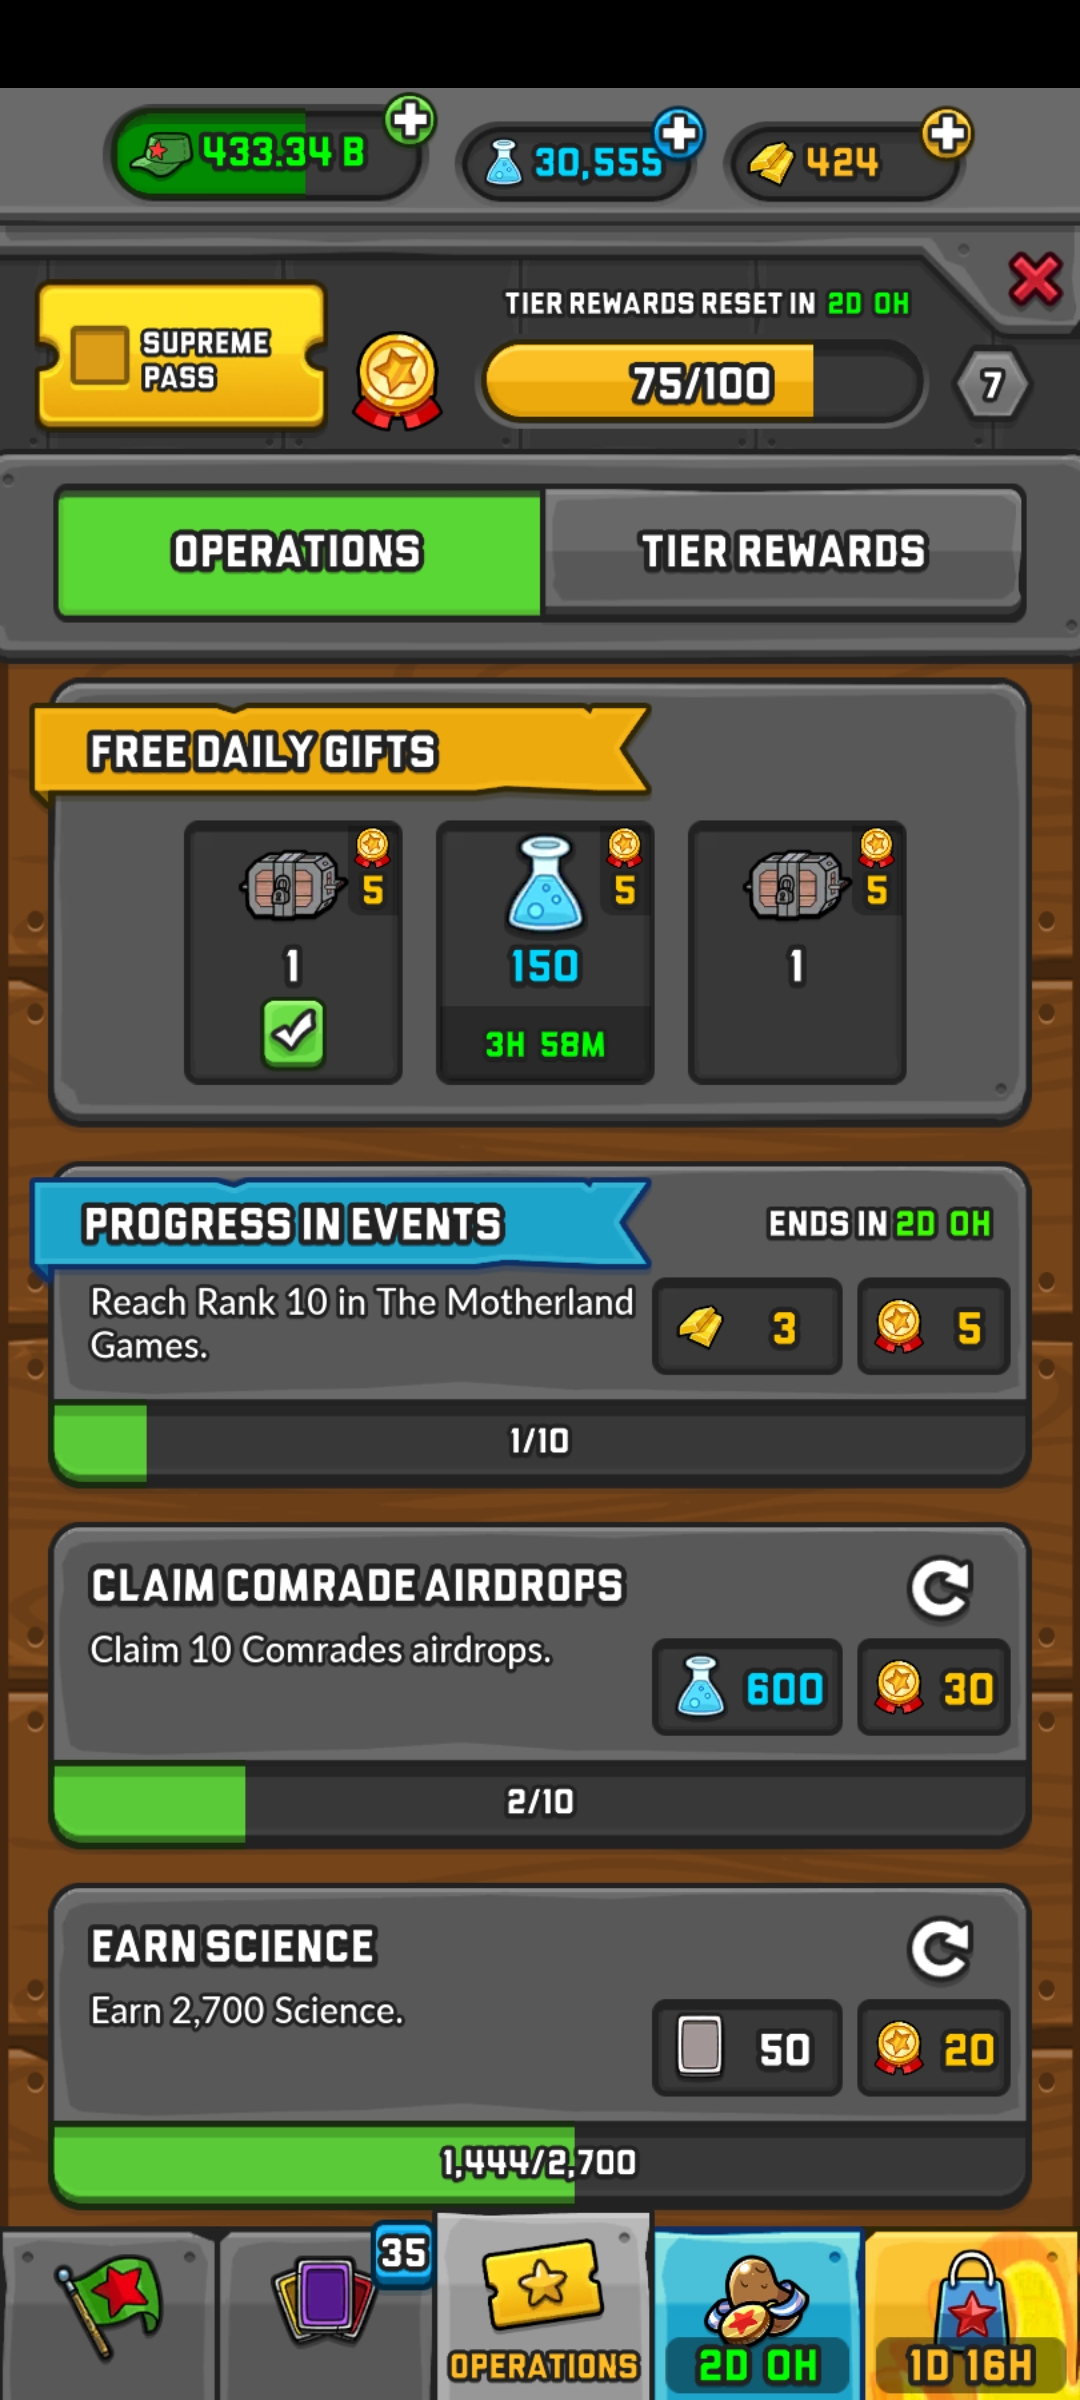 433.34 B
30,555
424
TIER REWARDS RESET IN 2D 0H
SUPREME
PASS
75/100
7
OPERATIONS
TIER REWARDS
FREE DAILY GIFTS
5
5
5
1
150
1
3H 58M
PROGRESS IN EVENTS
ENDS IN 2D 0H
Reach Rank 10 in The Motherland
Games.
3
5
1/10
CLAIM COMRADE AIRDROPS
Claim 10 Comrades airdrops.
600
30
2/10
EARN SCIENCE
Earn 2,700 Science.
50
20
1,444/2,700
35
OPERATIONS
2D 0H
1D 16H